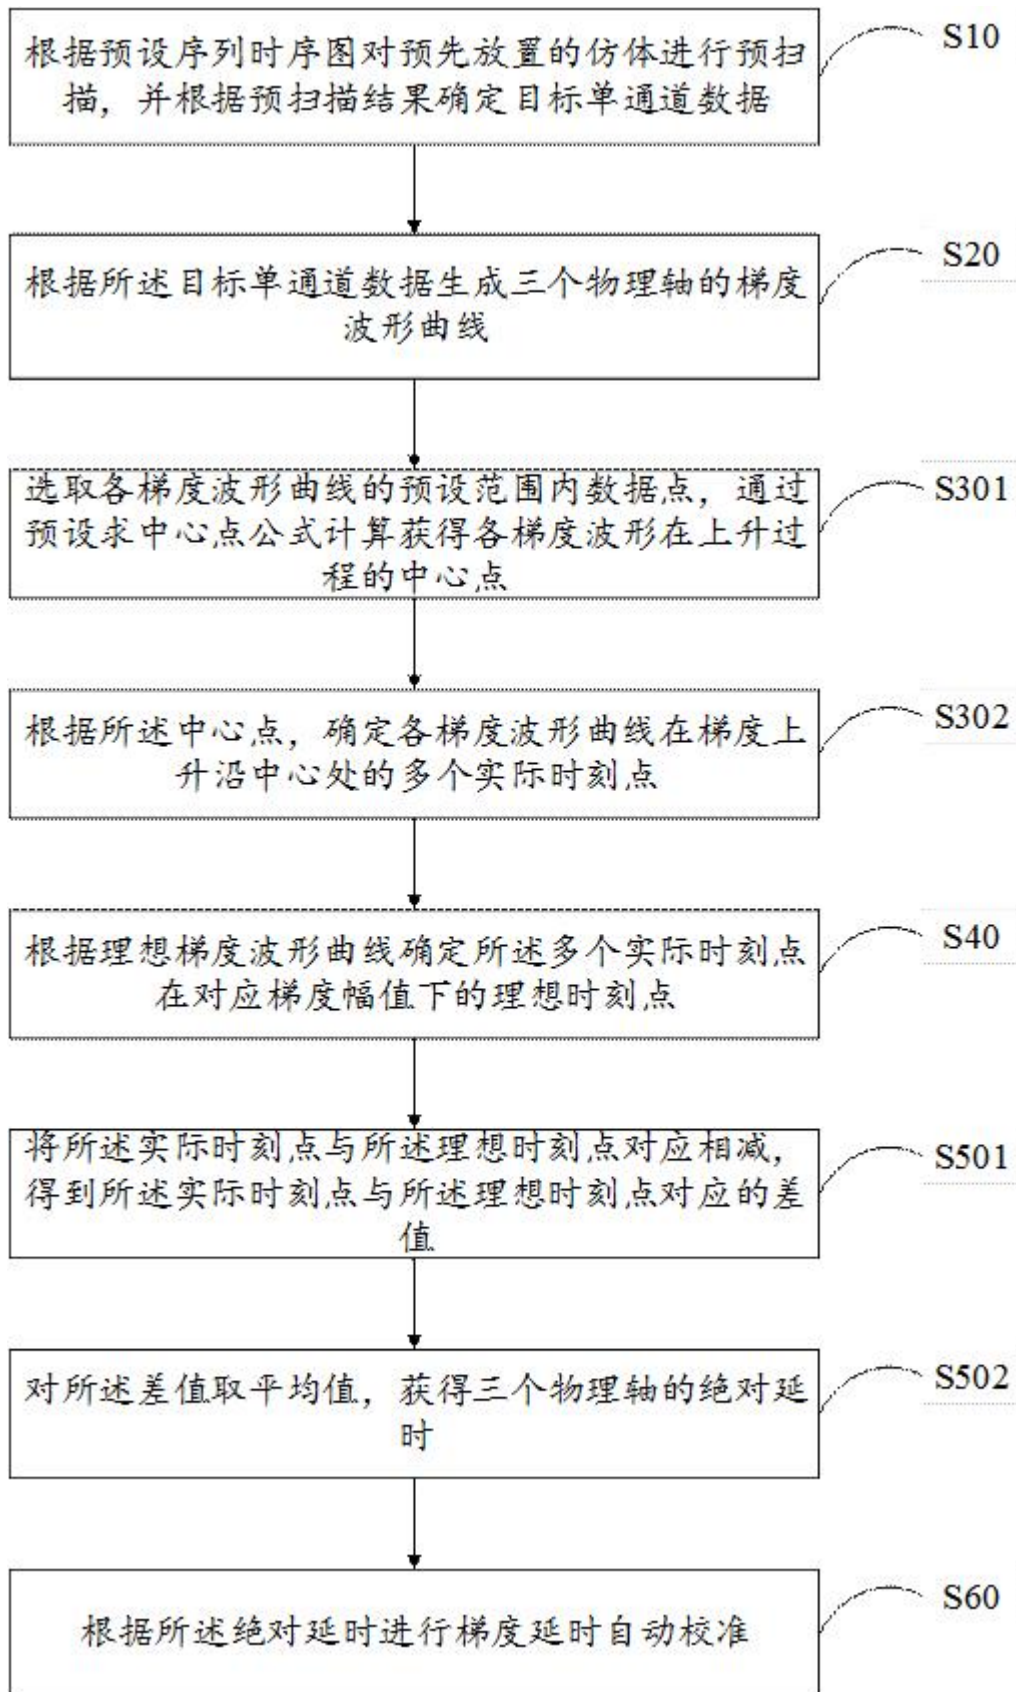 根据预设序列时序图对预先放置的仿体进行预扫
描，并根据预扫描结果确定目标单通道数据
S10
根据所述目标单通道数据生成三个物理轴的梯度
波形曲线
S20
选取各梯度波形曲线的预设范围内数据点，通过
预设求中心点公式计算获得各梯度波形在上升过
程的中心点
S301
根据所述中心点，确定各梯度波形曲线在梯度上
升沿中心处的多个实际时刻点
S302
根据理想梯度波形曲线确定所述多个实际时刻点
在对应梯度幅值下的理想时刻点
S40
将所述实际时刻点与所述理想时刻点对应相减，
得到所述实际时刻点与所述理想时刻点对应的差
值
S501
对所述差值取平均值，获得三个物理轴的绝对延
时
S502
根据所述绝对延时进行梯度延时自动校准
S60